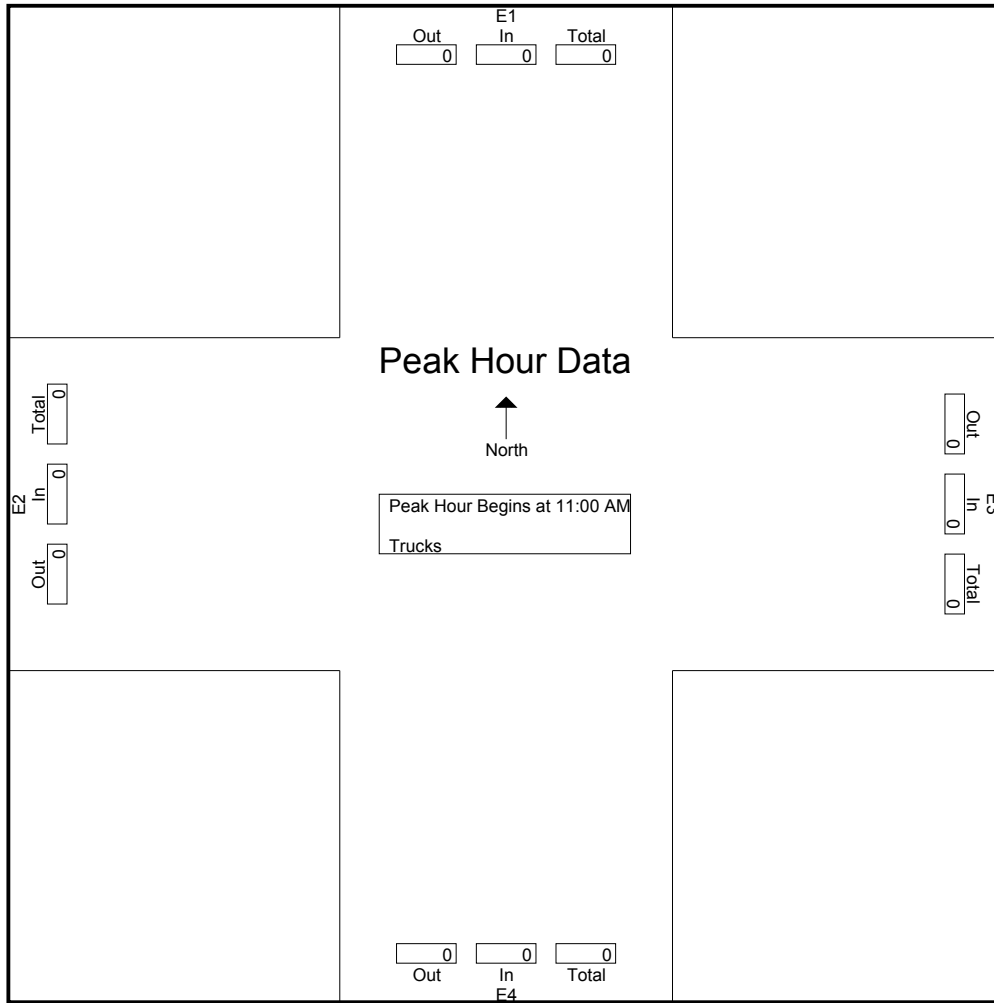 E1
Out In Total
0 0 0
Peak Hour Data
North
Peak Hour Begins at 11:00 AM
Trucks
E2
Out In Total
0 0 0
E3
Out In Total
0 0 0
0 0 0
Out In Total
E4